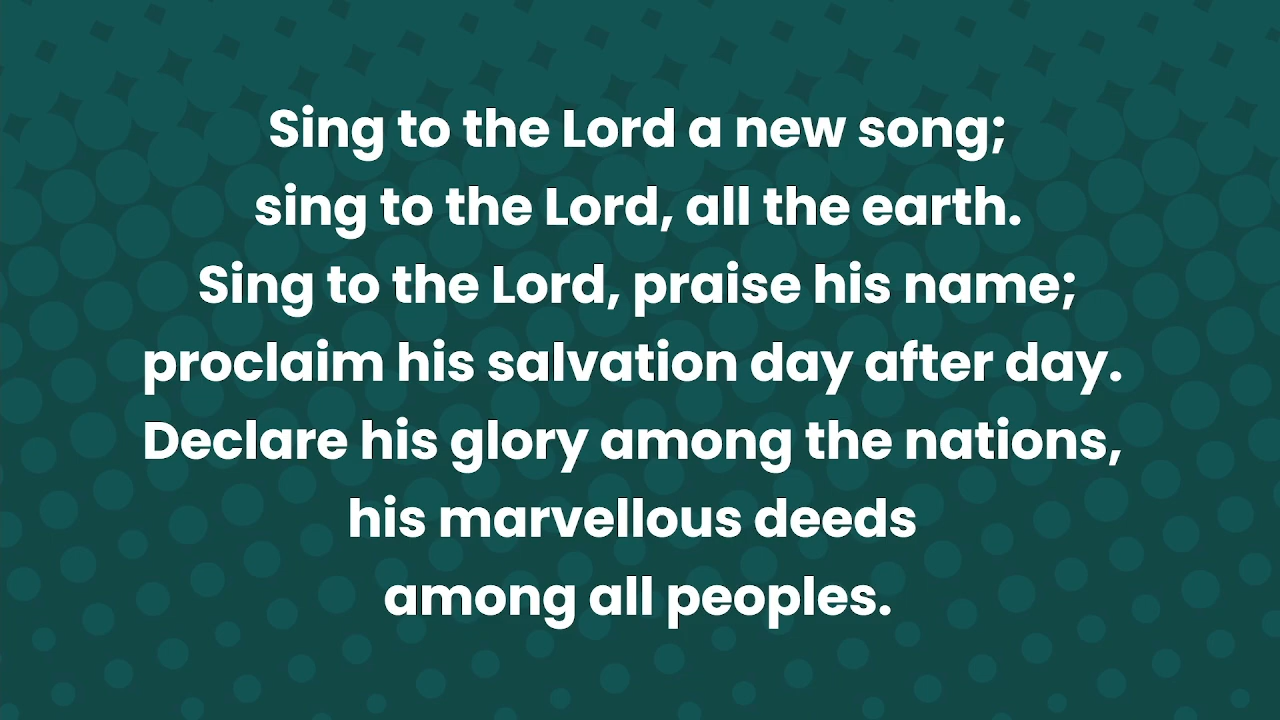 Sing to the Lord a new song;
sing to the Lord, all the earth.
Sing to the Lord, praise his name;
proclaim his salvation day after day.
Declare his glory among the nations,
his marvellous deeds
among all peoples.